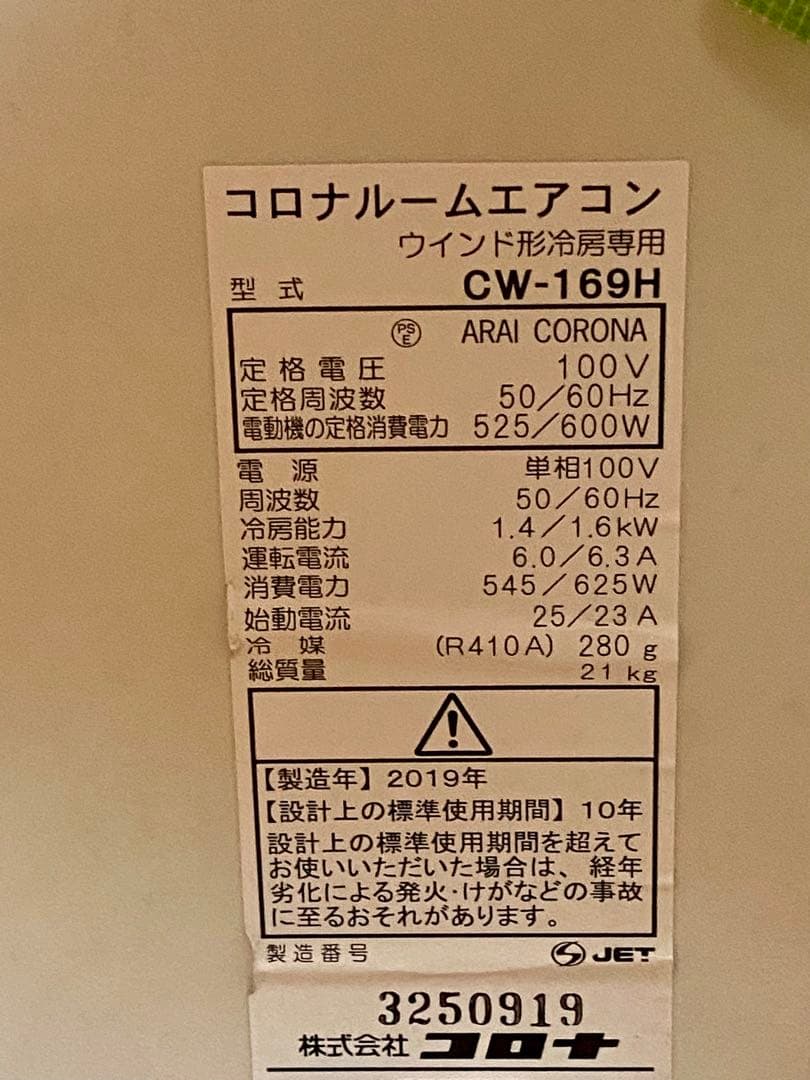 コロナルームエアコン
ウインド形冷房専用
型式 CW-169H
PSE ARAI CORONA
定格電圧 100V
定格周波数 50/60Hz
電動機の定格消費電力 525/600W
電源 単相100V
周波数 50/60Hz
冷房能力 1.4/1.6kW
運転電流 6.0/6.3A
消費電力 545/625W
始動電流 25/23A
冷媒 (R410A) 280g
総質量 21kg
【製造年】2019年
【設計上の標準使用期間】10年
設計上の標準使用期間を超えて
お使いいただいた場合は、経年
劣化による発火・けがなどの事故
に至るおそれがあります。
製造番号 JET
3250919
株式会社 コロナ